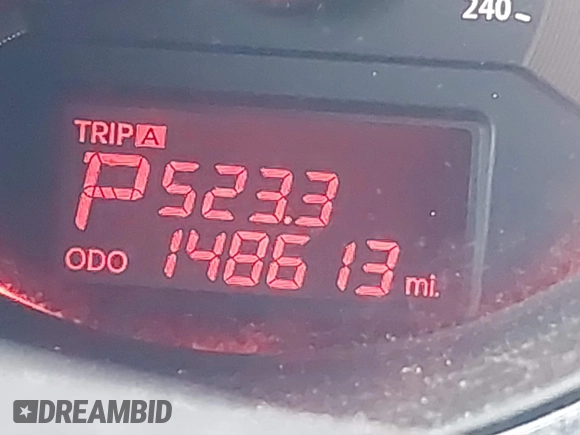 240
TRIP A
P 523.3
ODO 148613 mi.
DREAMBID